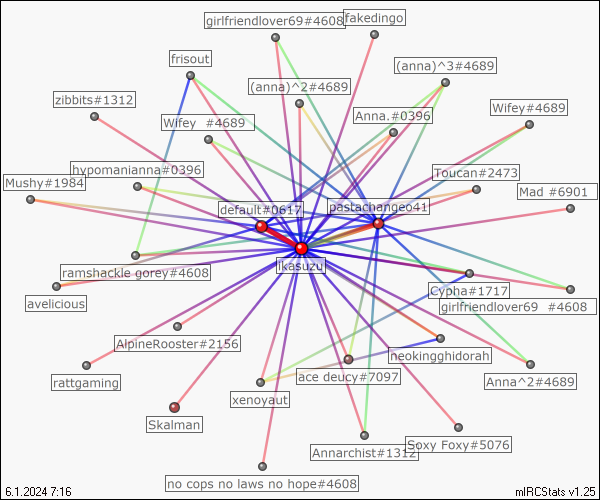 girlfriendlover69#4608
fakedingo
frisout
(anna)^3#4689
(anna)^2#4689
zibbits#1312
Wifey#4689
Wifey  #4689
Anna.#0396
hypomanianna#0396
Toucan#2473
Mushy#1984
Mad #6901
default#0617
pastachange041
Ikasuzu
ramshackle gorey#4608
Cypha#1717
avelicious
girlfriendlover69  #4608
AlpineRooster#2156
neokingghidorah
rattgaming
ace deucy#7097
Anna^2#4689
xenoyaut
Skalman
Soxy Foxy#5076
Annarchist#1312
no cops no laws no hope#4608
6.1.2024 7:16
mIRCStats v1.25